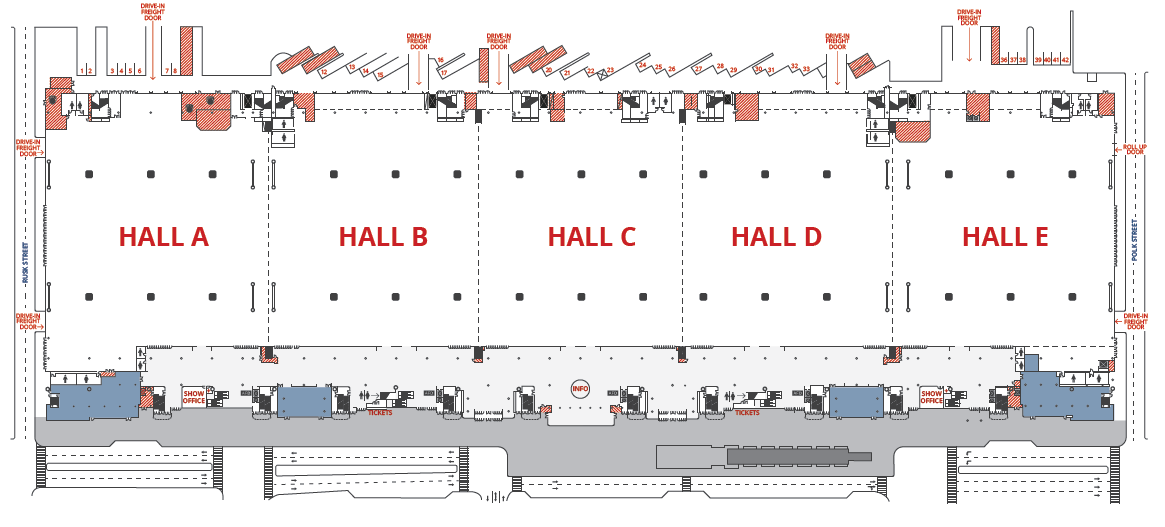 DRIVE-IN
FREIGHT
DOOR
DRIVE-IN
FREIGHT
DOOR
DRIVE-IN
FREIGHT
DOOR
DRIVE-IN
FREIGHT
DOOR
DRIVE-IN
FREIGHT
DOOR
1 2 3 4 5 6 7 8
12 13 14 15 16 17
20 21 22 23 24 25 26 27 28 29 30 31 32 33
36 37 38 39 40 41 42
DRIVE-IN
FREIGHT
DOOR
ROLL UP
DOOR
HALL A HALL B HALL C HALL D HALL E
RUSK STREET
POLK STREET
DRIVE-IN
FREIGHT
DOOR
DRIVE-IN
FREIGHT
DOOR
SHOW
OFFICE
TICKETS
INFO
TICKETS
SHOW
OFFICE